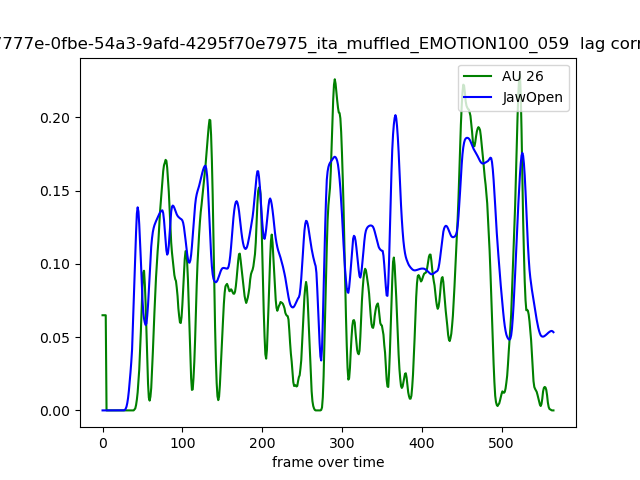 7777e-0fbe-54a3-9afd-4295f70e7975_ita_muffled_EMOTION100_059 lag corr
AU 26
JawOpen
0.20
0.15
0.10
0.05
0.00
0 100 200 300 400 500
frame over time